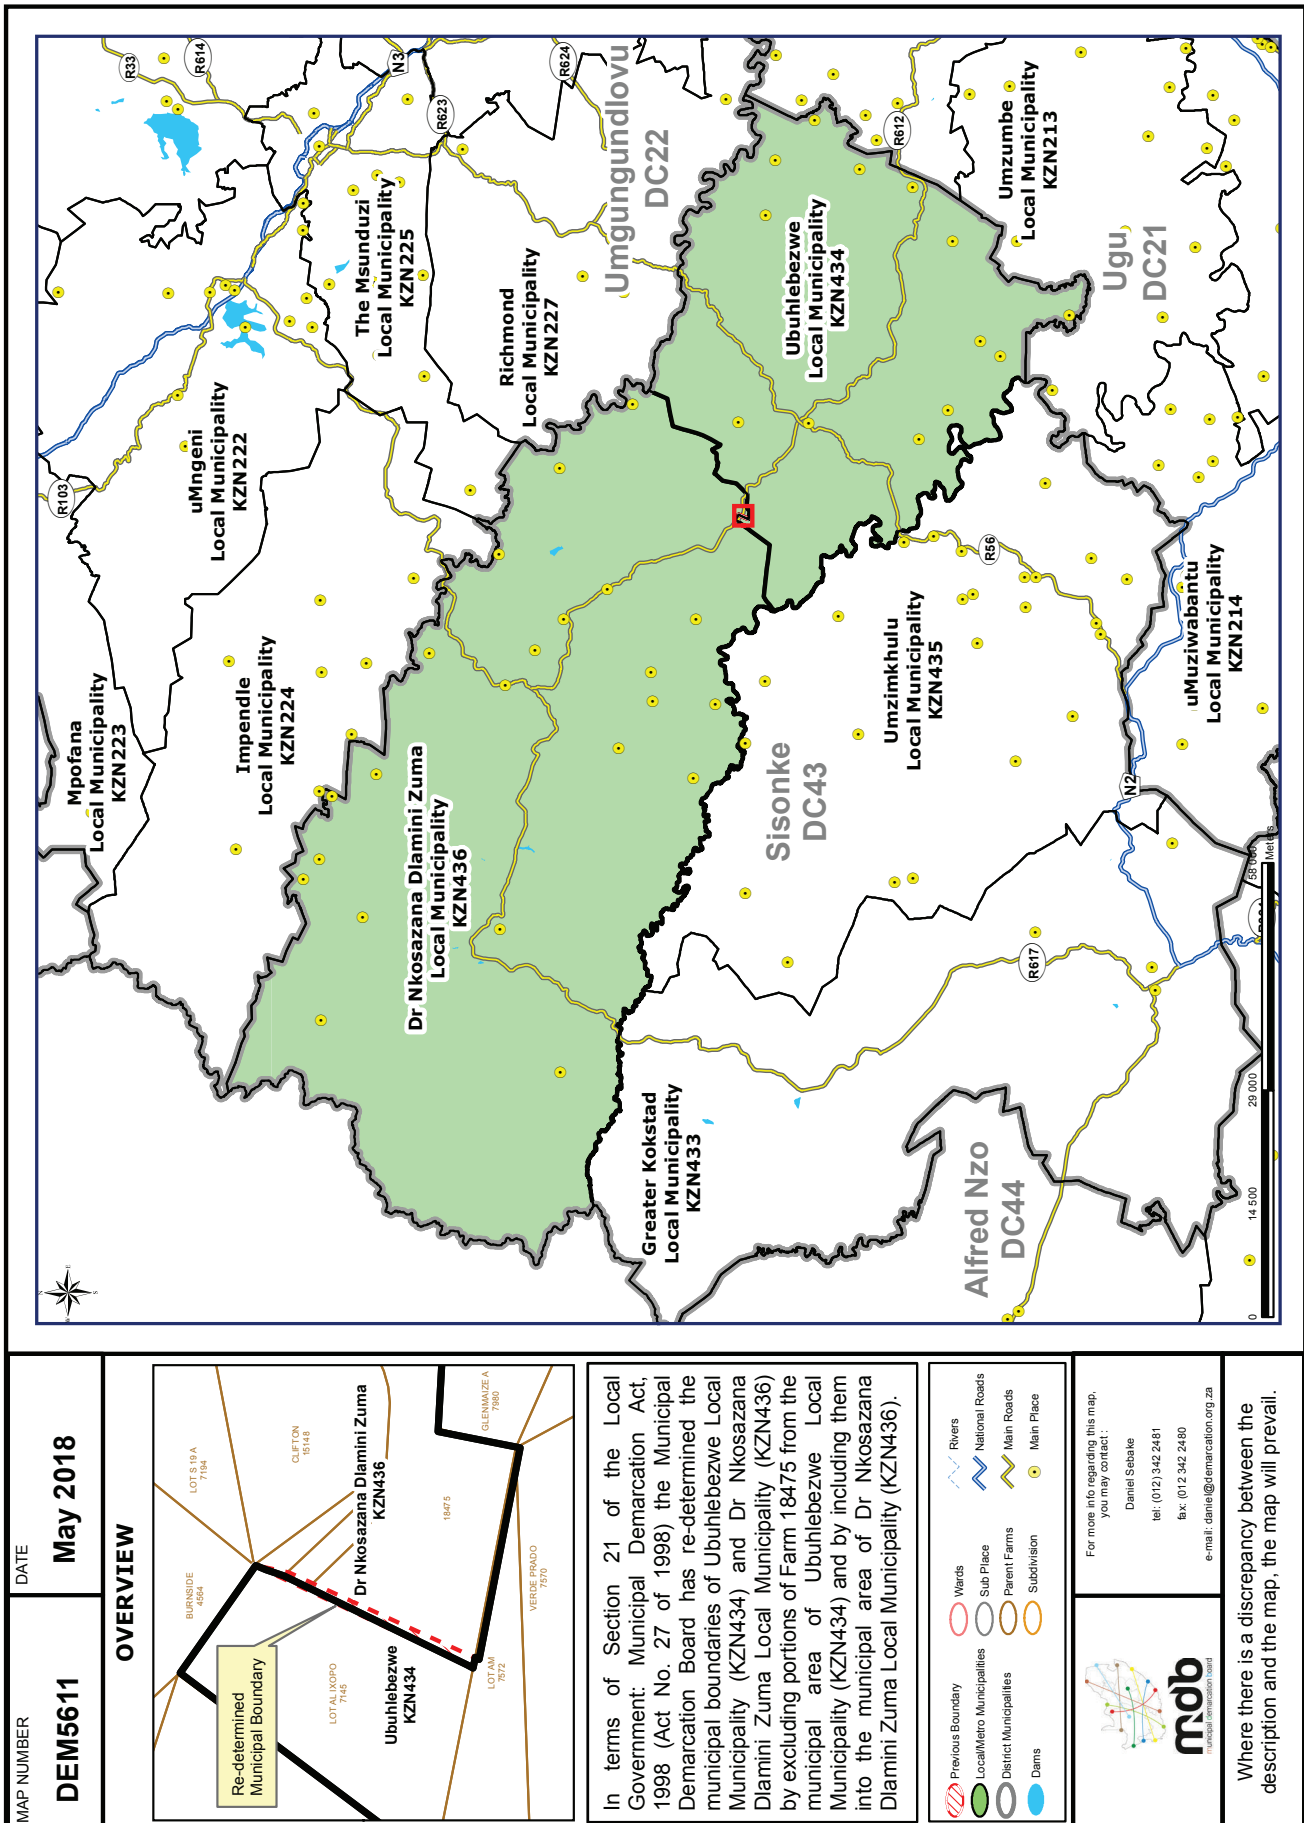 MAP NUMBER
DEM5611
DATE
May 2018
OVERVIEW
LOT S 19 A
7194
CLIFTON
15148
BURNSIDE
4564
GLENMAIZE A
7980
Dr Nkosazana Dlamini Zuma
KZN436
18475
Re-determined
Municipal Boundary
LOT AL IXOPO
7145
Ubuhlebezwe
KZN434
VERDE PRADO
7570
LOT AM
7572
In terms of Section 21 of the Local
Government: Municipal Demarcation Act,
1998 (Act No. 27 of 1998) the Municipal
Demarcation Board has re-determined the
municipal boundaries of Ubuhlebezwe Local
Municipality (KZN434) and Dr Nkosazana
Dlamini Zuma Local Municipality (KZN436)
by excluding portions of Farm 18475 from the
municipal area of Ubuhlebezwe Local
Municipality (KZN434) and by including them
into the municipal area of Dr Nkosazana
Dlamini Zuma Local Municipality (KZN436).
Previous Boundary
Local/Metro Municipalities
District Municipalities
Dams
Wards
Sub Place
Parent Farms
Subdivision
Rivers
National Roads
Main Roads
Main Place
mdb
municipal demarcation board
For more info regarding this map,
you may contact :
Daniel Sebake
tel: (012) 342 2481
fax: (012 342 2480
e-mail: daniel@demarcation.org.za
Where there is a discrepancy between the
description and the map, the map will prevail.
N
E
S
W
R33
R614
N3
R623
R624
R103
R612
R56
N2
R617
Mpofana
Local Municipality
KZN223
uMngeni
Local Municipality
KZN222
The Msunduzi
Local Municipality
KZN225
Impendle
Local Municipality
KZN224
Richmond
Local Municipality
KZN227
Umgungundlovu
DC22
Dr Nkosazana Dlamini Zuma
Local Municipality
KZN436
Ubuhlebezwe
Local Municipality
KZN434
Umzumbe
Local Municipality
KZN213
Ugu
DC21
Sisonke
DC43
Umzimkhulu
Local Municipality
KZN435
Greater Kokstad
Local Municipality
KZN433
Alfred Nzo
DC44
uMuziwabantu
Local Municipality
KZN214
0
14 500
29 000
58 000
Meters